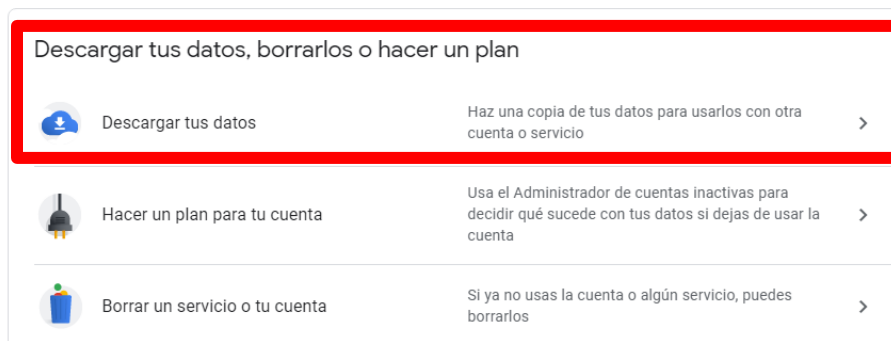 Descargar tus datos, borrarlos o hacer un plan
Descargar tus datos
Haz una copia de tus datos para usarlos con otra
cuenta o servicio
Hacer un plan para tu cuenta
Usa el Administrador de cuentas inactivas para
decidir qué sucede con tus datos si dejas de usar la
cuenta
Borrar un servicio o tu cuenta
Si ya no usas la cuenta o algún servicio, puedes
borrarlos